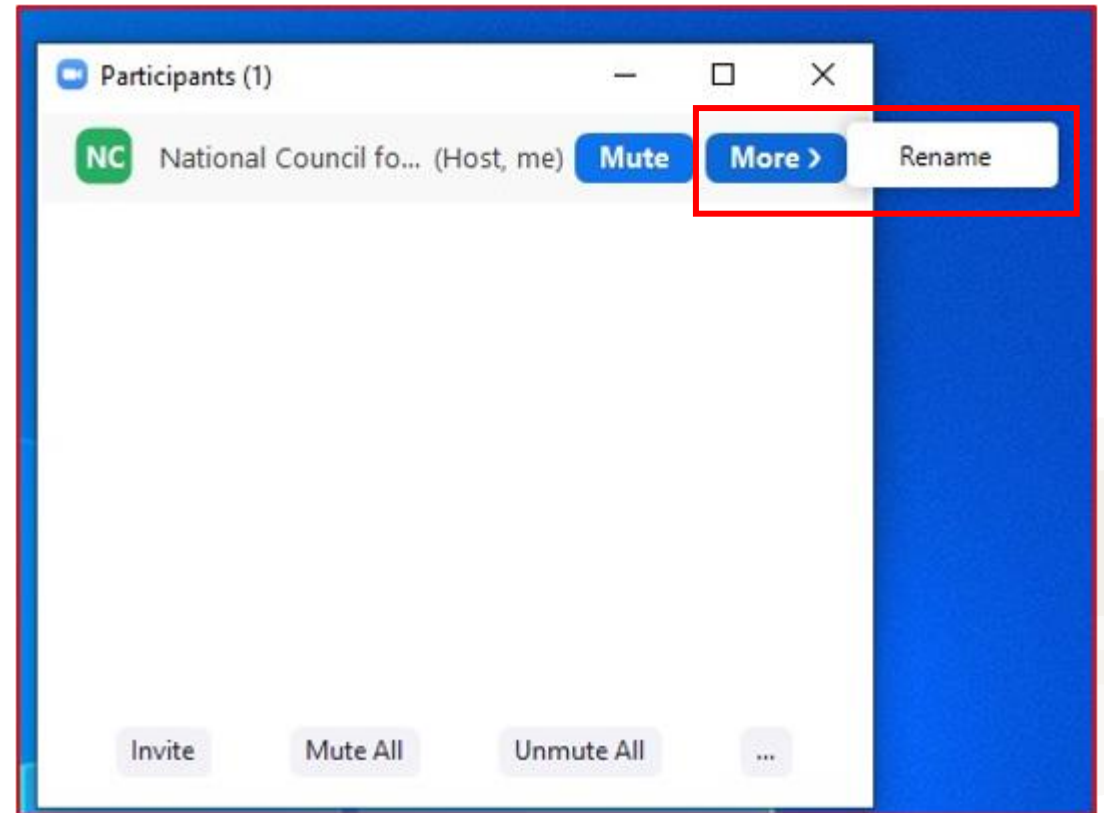 Participants (1)
NC National Council fo... (Host, me) Mute More > Rename
Invite Mute All Unmute All ...